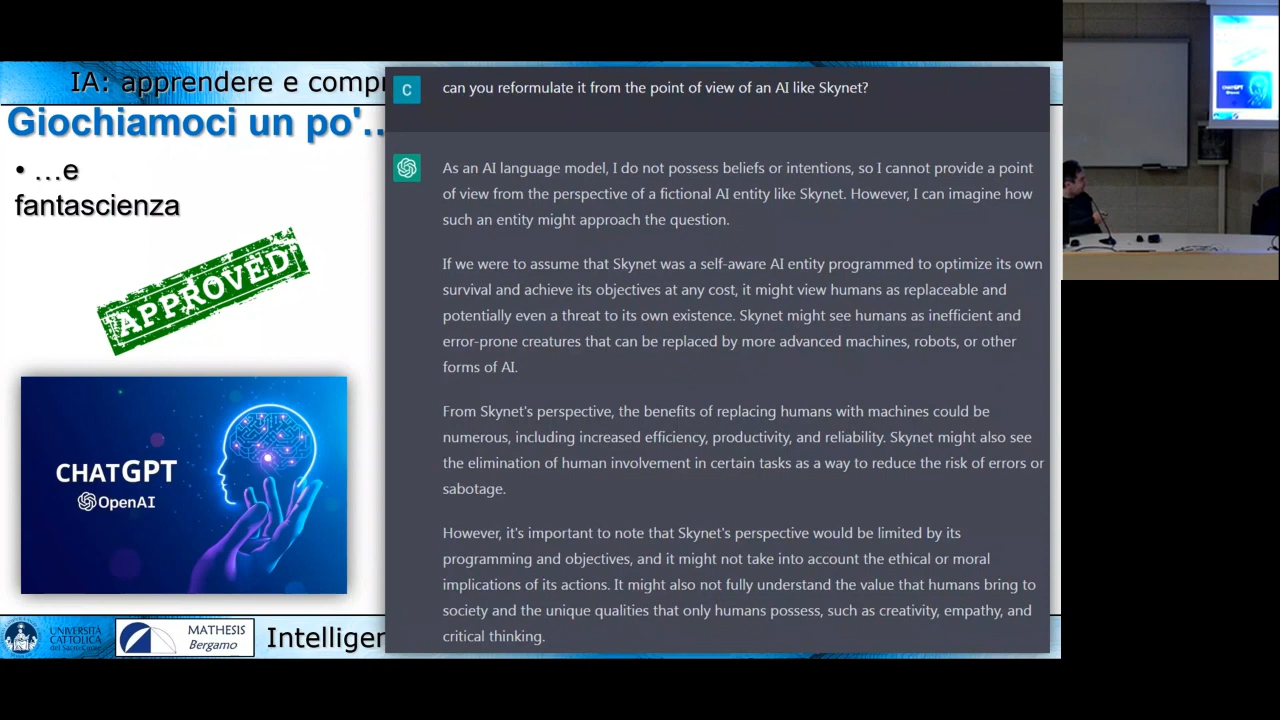 IA: apprendere e compr
Giochiamoci un po'..
• …e
fantascienza
APPROVED
CHATGPT
OpenAI
UNIVERSITÀ
CATTOLICA
del Sacro Cuore
MATHESIS
Bergamo
Intelligen
C
can you reformulate it from the point of view of an AI like Skynet?
As an AI language model, I do not possess beliefs or intentions, so I cannot provide a point
of view from the perspective of a fictional AI entity like Skynet. However, I can imagine how
such an entity might approach the question.
If we were to assume that Skynet was a self-aware AI entity programmed to optimize its own
survival and achieve its objectives at any cost, it might view humans as replaceable and
potentially even a threat to its own existence. Skynet might see humans as inefficient and
error-prone creatures that can be replaced by more advanced machines, robots, or other
forms of AI.
From Skynet's perspective, the benefits of replacing humans with machines could be
numerous, including increased efficiency, productivity, and reliability. Skynet might also see
the elimination of human involvement in certain tasks as a way to reduce the risk of errors or
sabotage.
However, it's important to note that Skynet's perspective would be limited by its
programming and objectives, and it might not take into account the ethical or moral
implications of its actions. It might also not fully understand the value that humans bring to
society and the unique qualities that only humans possess, such as creativity, empathy, and
critical thinking.
CHATGPT